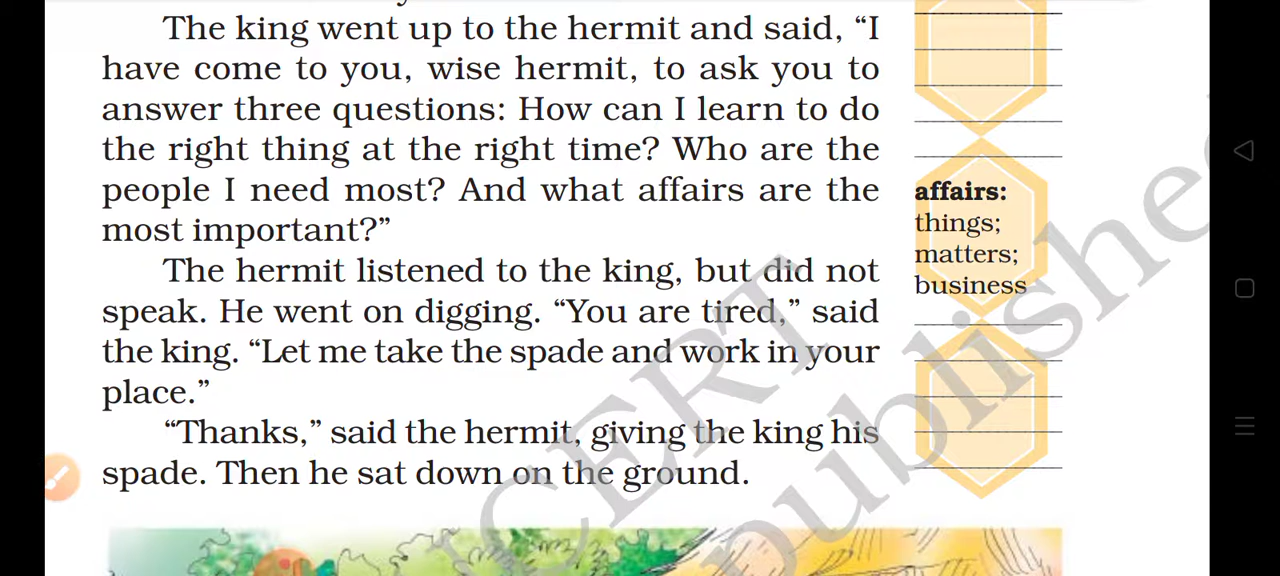 The king went up to the hermit and said, “I
have come to you, wise hermit, to ask you to
answer three questions: How can I learn to do
the right thing at the right time? Who are the
people I need most? And what affairs are the
most important?”
The hermit listened to the king, but did not
speak. He went on digging. “You are tired,” said
the king. “Let me take the spade and work in your
place.”
“Thanks,” said the hermit, giving the king his
spade. Then he sat down on the ground.
affairs:
things;
matters;
business
CERT
publishe